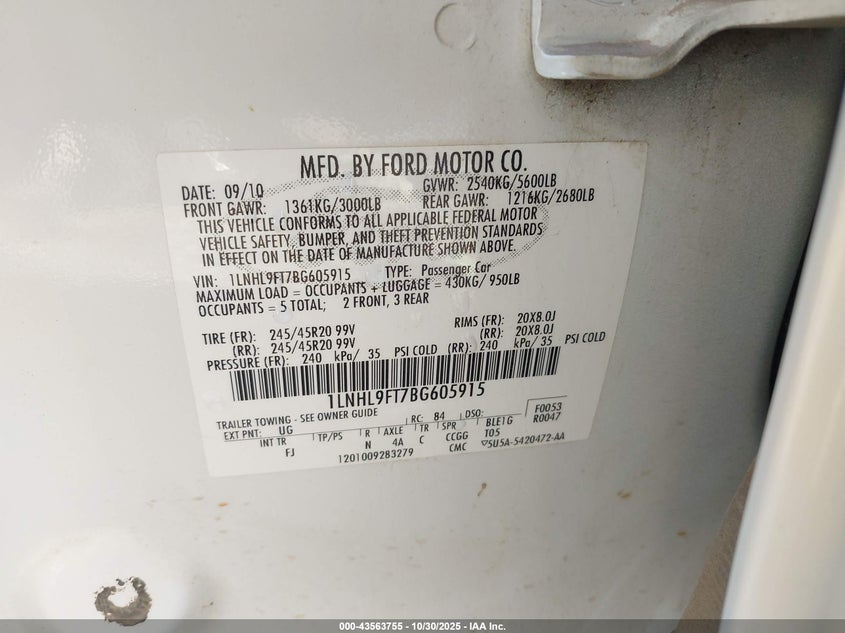 MFD. BY FORD MOTOR CO.
DATE: 09/10 GVWR: 2540KG/5600LB
FRONT GAWR: 1361KG/3000LB REAR GAWR: 1216KG/2680LB
THIS VEHICLE CONFORMS TO ALL APPLICABLE FEDERAL MOTOR
VEHICLE SAFETY, BUMPER, AND THEFT PREVENTION STANDARDS
IN EFFECT ON THE DATE OF MANUFACTURE SHOWN ABOVE.
VIN: 1LNHL9FT7BG605915 TYPE: Passenger Car
MAXIMUM LOAD = OCCUPANTS + LUGGAGE = 430KG/ 950LB
OCCUPANTS = 5 TOTAL; 2 FRONT, 3 REAR
TIRE (FR): 245/45R20 99V RIMS (FR): 20X8.0J
(RR): 245/45R20 99V (RR): 20X8.0J
PRESSURE (FR): 240 kPa/ 35 PSI COLD (RR): 240 kPa/ 35 PSI COLD
1LNHL9FT7BG605915
TRAILER TOWING - SEE OWNER GUIDE
EXT PNT: UG RC: 84 DSO: F0053
R0047
INT TR TP/PS R AXLE TR SPR BLETG
FJ N 4A C CCGG T05
1201009283279 CMC 5U5A-5420472-AA
000-43563755 - 10/30/2025 - IAA Inc.